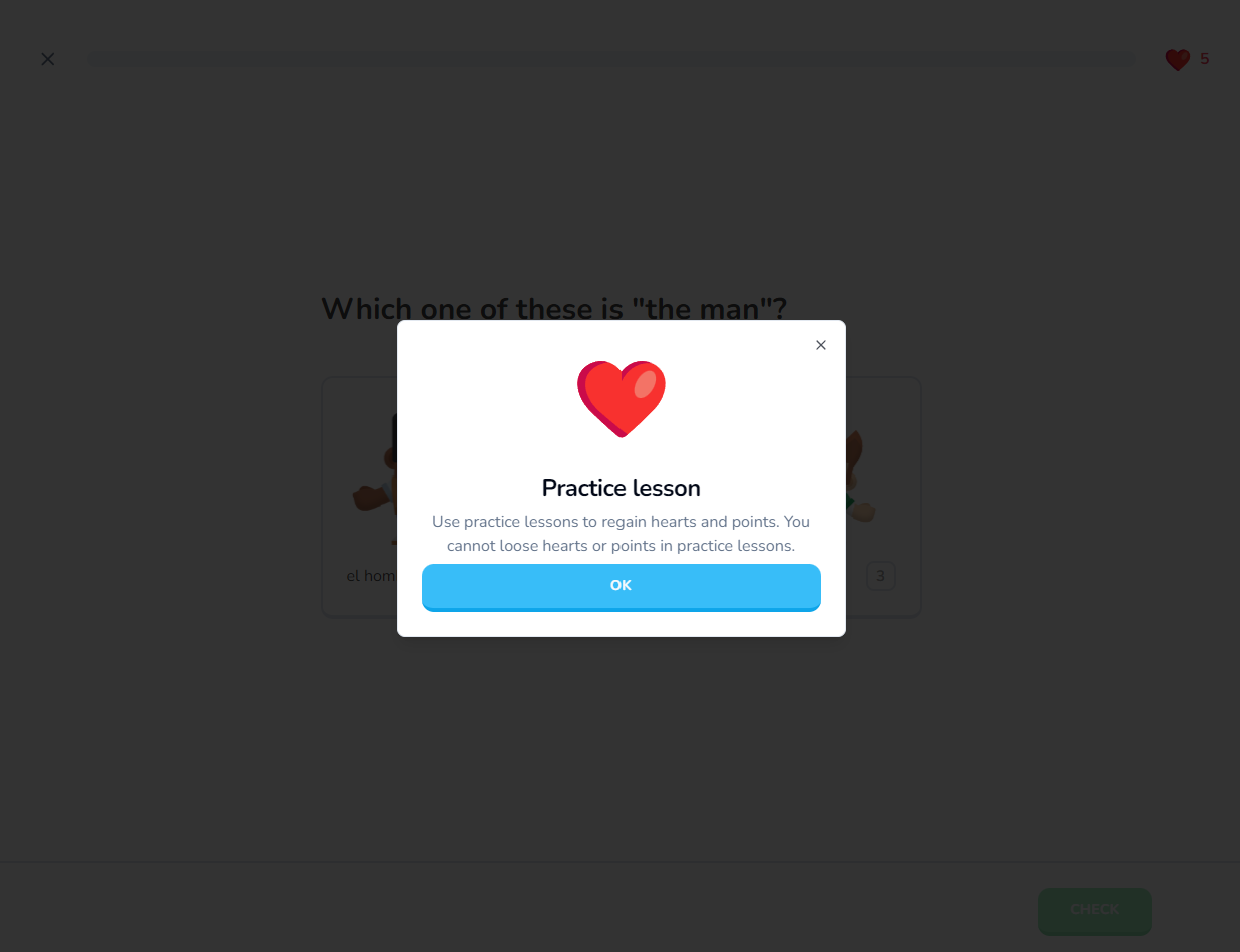 5
Which one of these is "the man"?
Practice lesson
Use practice lessons to regain hearts and points. You
cannot loose hearts or points in practice lessons.
OK
el hom
3
CHECK